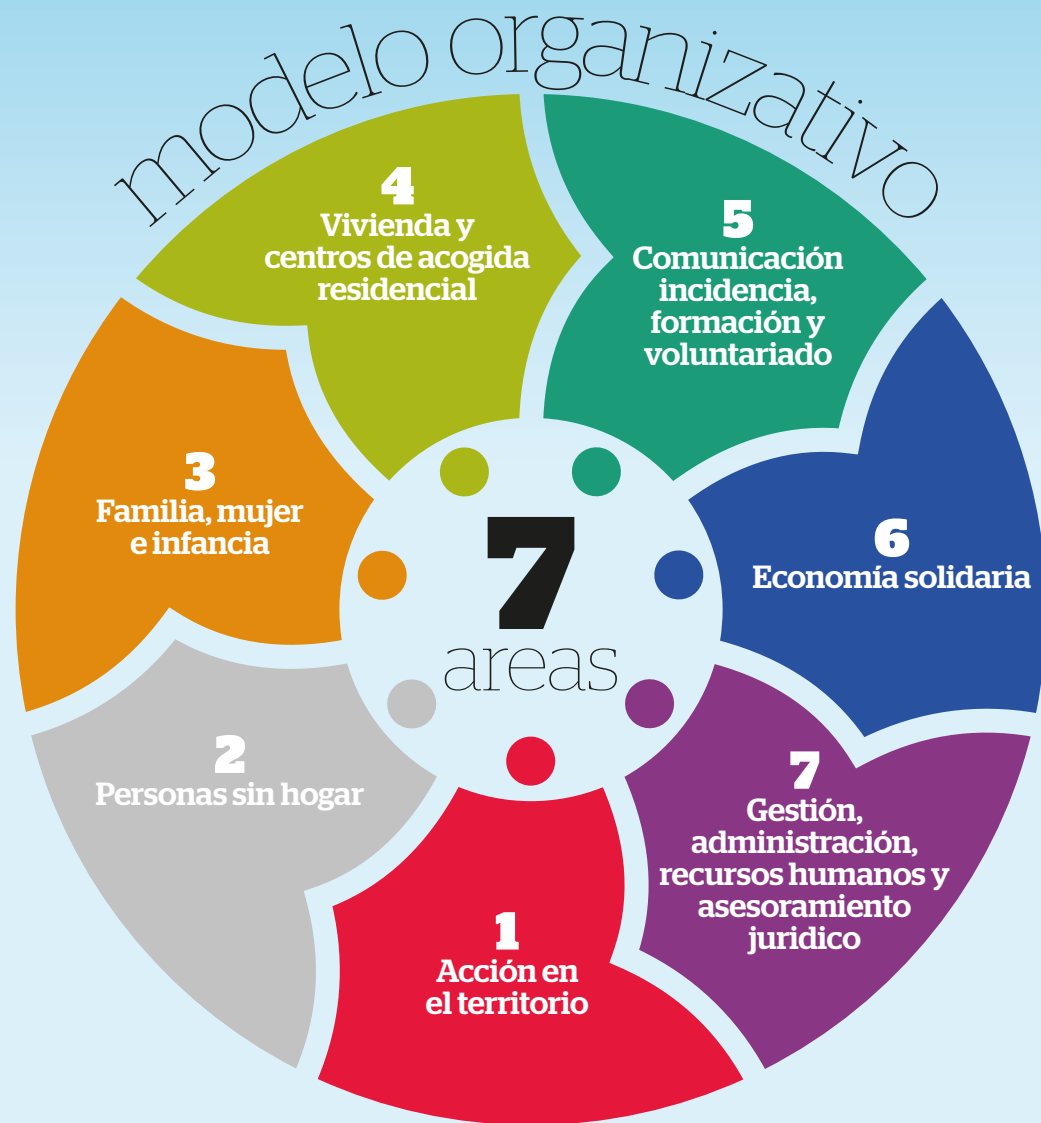 modelo organizativo
4
Vivienda y
centros de acogida
residencial
5
Comunicación
incidencia,
formación y
voluntariado
3
Familia, mujer
e infancia
7
areas
6
Economía solidaria
2
Personas sin hogar
7
Gestión,
administración,
recursos humanos y
asesoramiento
juridico
1
Acción en
el territorio